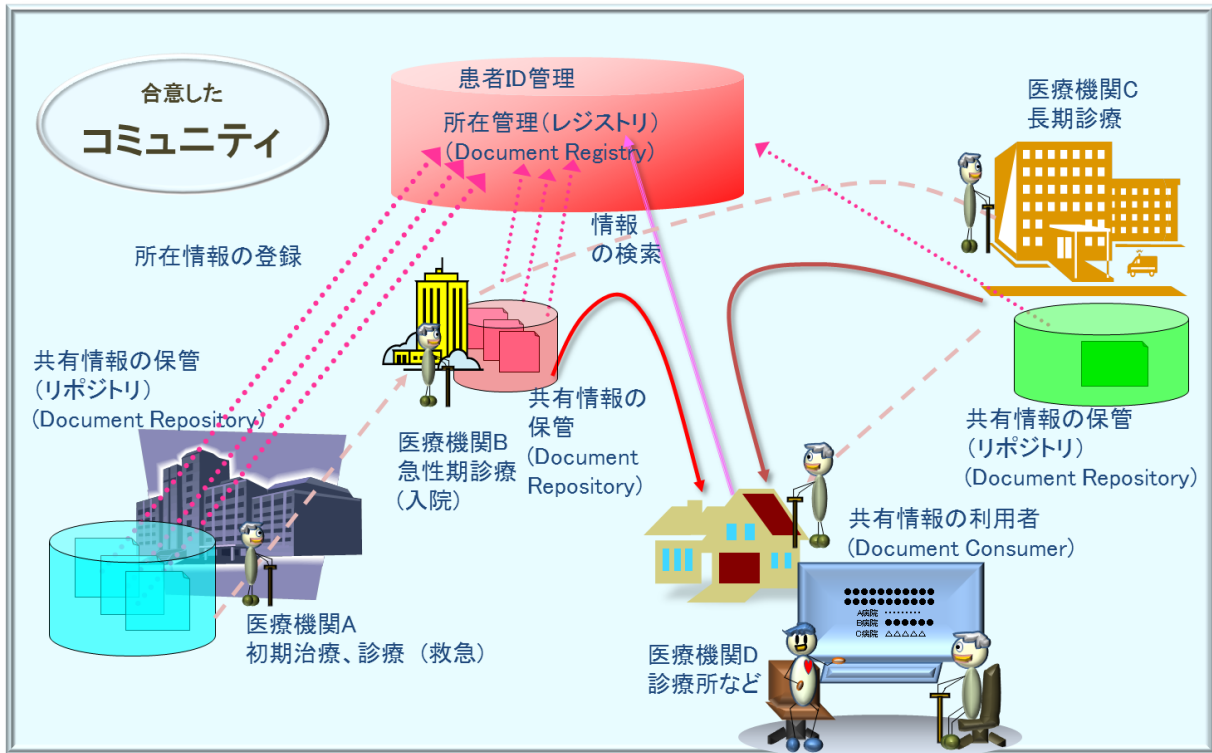 合意した
コミュニティ
患者ID管理
所在管理(レジストリ)
(Document Registry)
医療機関C
長期診療
所在情報の登録
情報
の検索
共有情報の保管
(リポジトリ)
(Document Repository)
医療機関B
急性期診療
(入院)
共有情報の
保管
(Document
Repository)
共有情報の保管
(リポジトリ)
(Document Repository)
共有情報の利用者
(Document Consumer)
医療機関A
初期治療、診療 (救急)
医療機関D
診療所など
●●●●●●●●●●
●●●●●●●●●●
A病院 ・・・・・・・・・
B病院 ●●●●●●
C病院 △△△△△